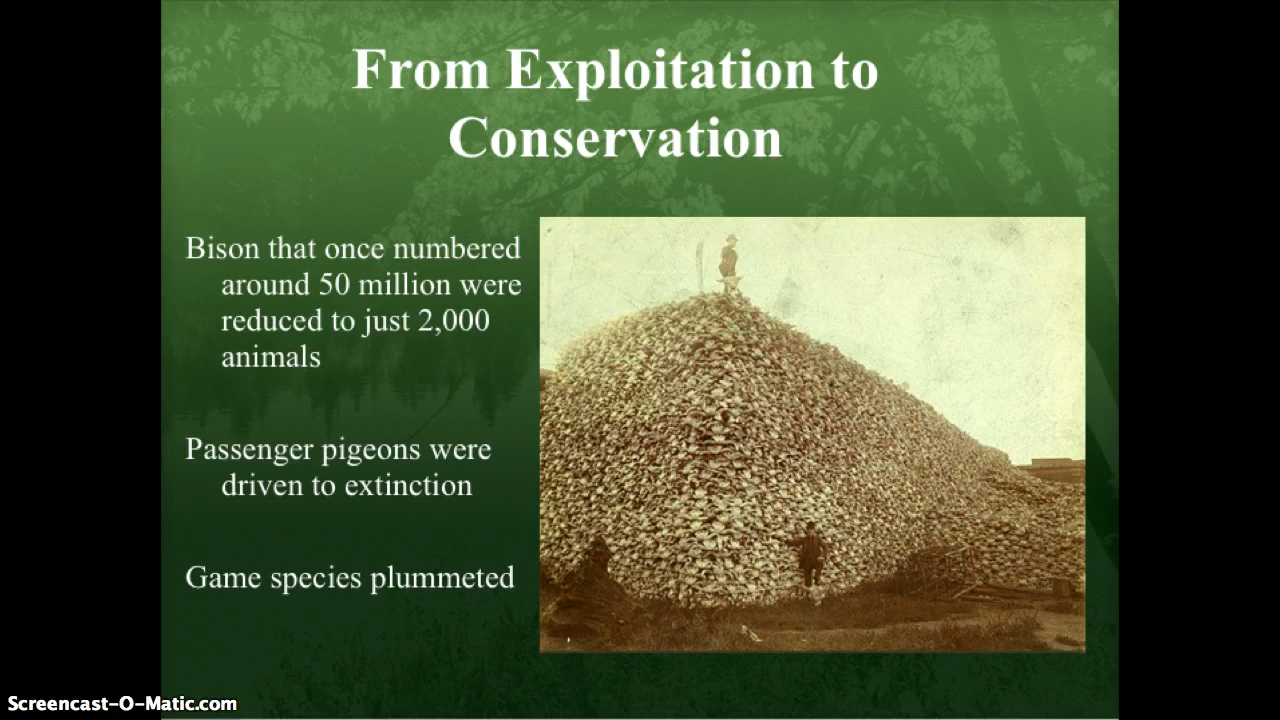 From Exploitation to
Conservation
Bison that once numbered
around 50 million were
reduced to just 2,000
animals
Passenger pigeons were
driven to extinction
Game species plummeted
Screencast-O-Matic.com